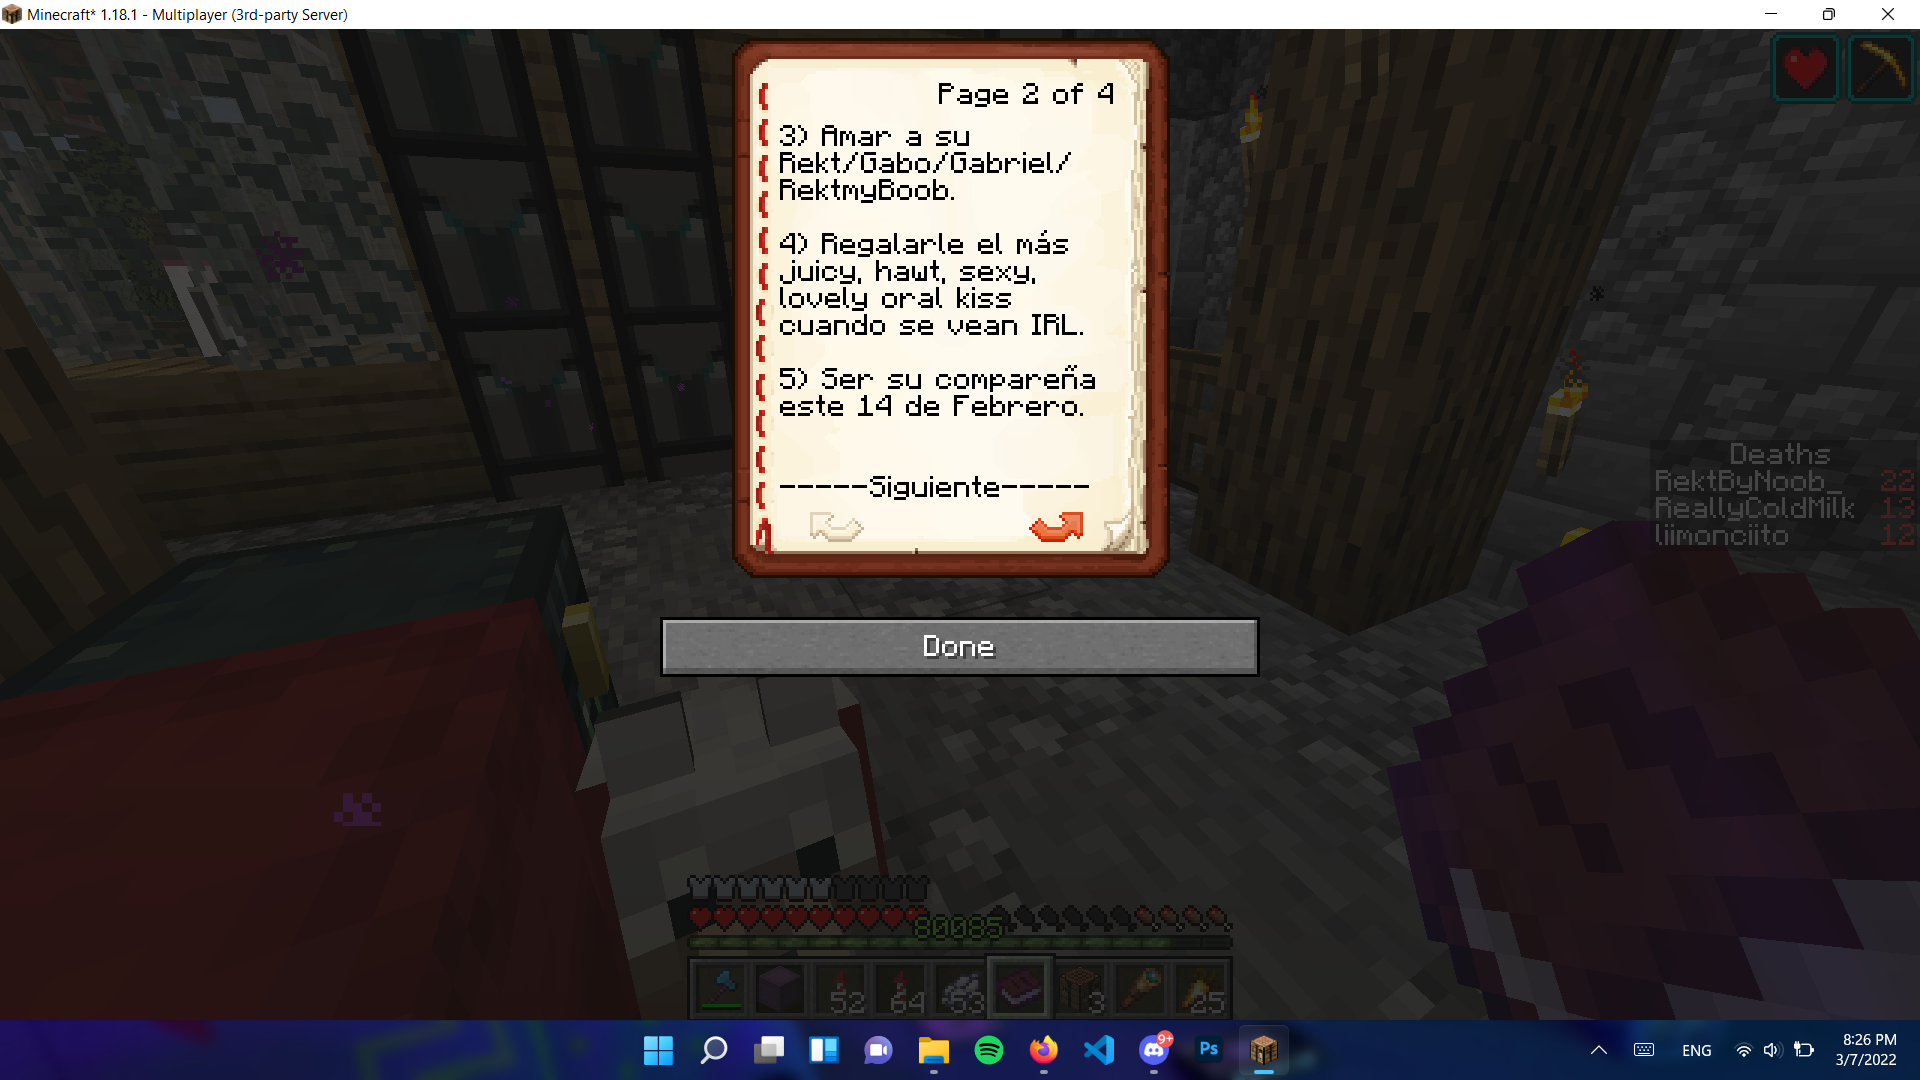 Minecraft* 1.18.1 - Multiplayer (3rd-party Server)
Page 2 of 4
3) Amar a su
Rekt/Gabo/Gabriel/
RektmyBoob.
4) Regalarle el más
juicy, hawt, sexy,
lovely oral kiss
cuando se vean IRL.
5) Ser su compareña
este 14 de Febrero.
-----Siguiente-----
Done
Deaths
RektByNoob_ 22
ReallyColdMilk 13
liimonciito 12
80085
52 64 53 3 25
9+
Ps
ENG
8:26 PM
3/7/2022